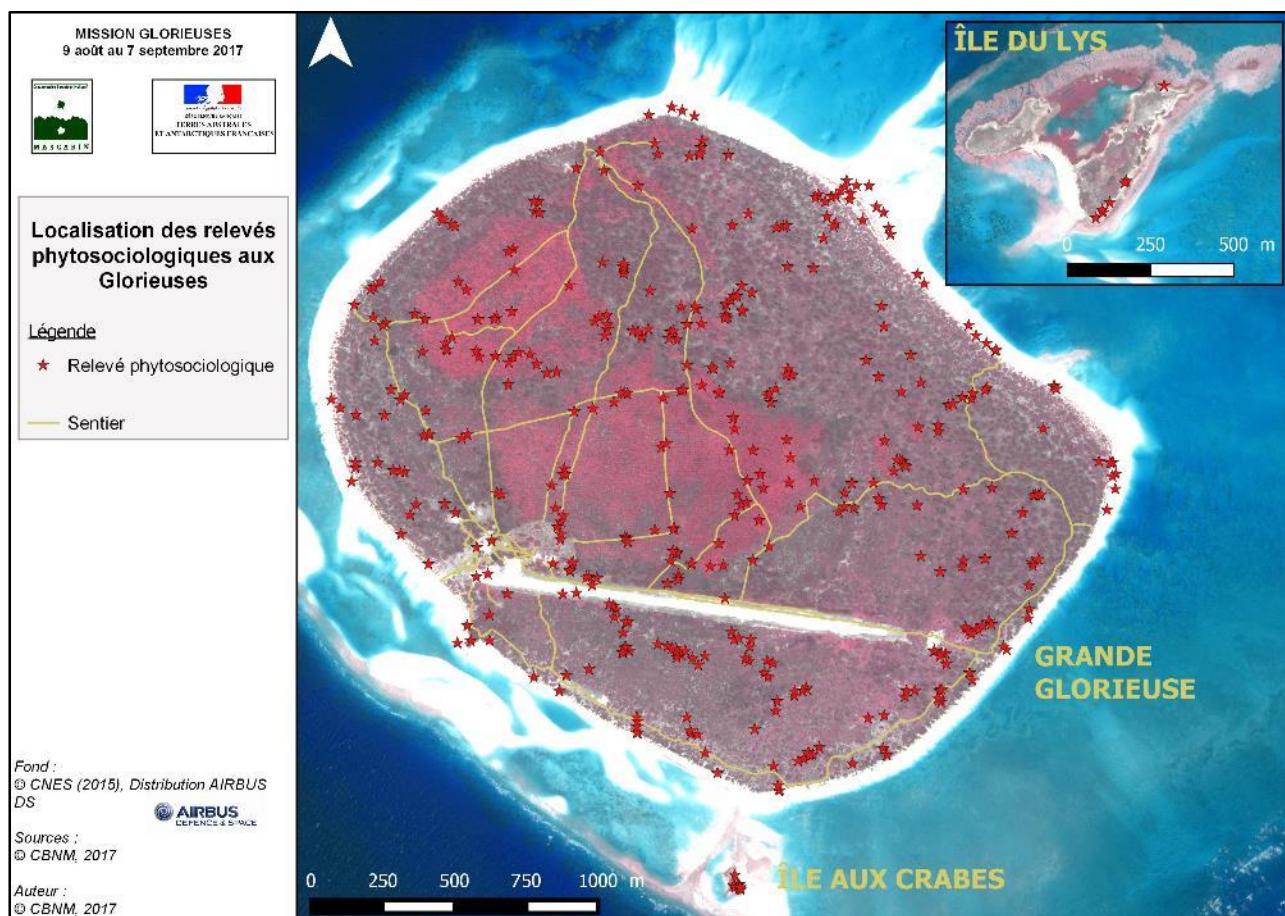 MISSION GLORIEUSES
9 août au 7 septembre 2017
MASCARIN
TERRES AUSTRALES
ET ANTARCTIQUES FRANÇAISES
Localisation des relevés
phytosociologiques aux
Glorieuses
Légende
Relevé phytosociologique
Sentier
Fond :
© CNES (2015), Distribution AIRBUS
DS
AIRBUS
DEFENCE & SPACE
Sources :
© CBNM, 2017
Auteur :
© CBNM, 2017
ÎLE DU LYS
0 250 500 m
GRANDE
GLORIEUSE
ÎLE AUX CRABES
0 250 500 750 1000 m